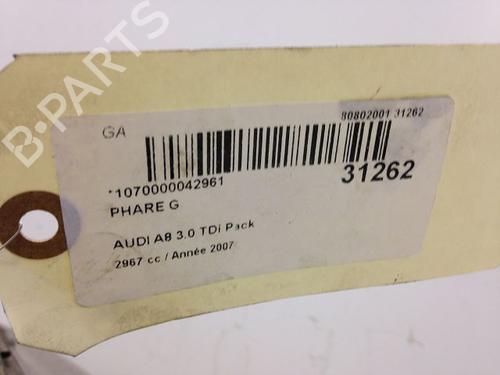 GA
80802001 31262
*1070000042961
31262
PHARE G
AUDI A8 3.0 TDi Pack
2967 cc / Année 2007
B-PARTS